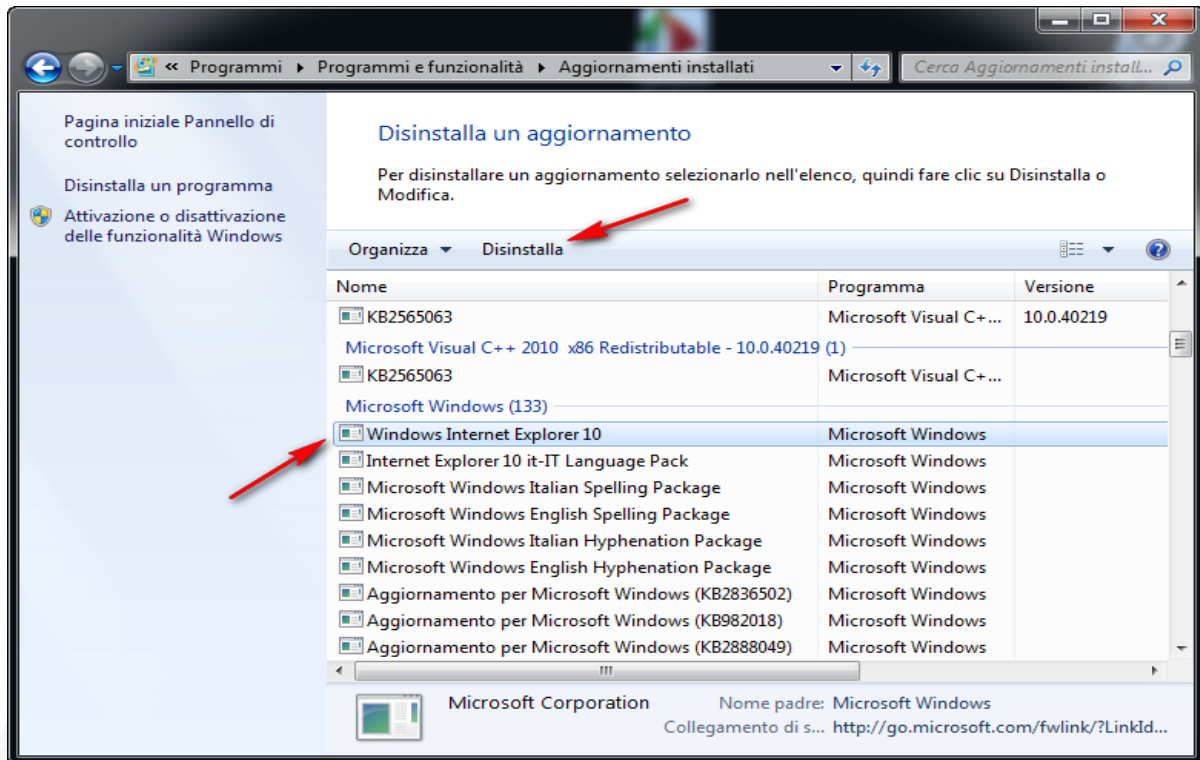 « Programmi ▸ Programmi e funzionalità ▸ Aggiornamenti installati
Cerca Aggiornamenti install...
Pagina iniziale Pannello di
controllo
Disinstalla un programma
Attivazione o disattivazione
delle funzionalità Windows
Disinstalla un aggiornamento
Per disinstallare un aggiornamento selezionarlo nell'elenco, quindi fare clic su Disinstalla o
Modifica.
Organizza Disinstalla
Nome Programma Versione
KB2565063 Microsoft Visual C+... 10.0.40219
Microsoft Visual C++ 2010 x86 Redistributable - 10.0.40219 (1)
KB2565063 Microsoft Visual C+...
Microsoft Windows (133)
Windows Internet Explorer 10 Microsoft Windows
Internet Explorer 10 it-IT Language Pack Microsoft Windows
Microsoft Windows Italian Spelling Package Microsoft Windows
Microsoft Windows English Spelling Package Microsoft Windows
Microsoft Windows Italian Hyphenation Package Microsoft Windows
Microsoft Windows English Hyphenation Package Microsoft Windows
Aggiornamento per Microsoft Windows (KB2836502) Microsoft Windows
Aggiornamento per Microsoft Windows (KB982018) Microsoft Windows
Aggiornamento per Microsoft Windows (KB2888049) Microsoft Windows
Microsoft Corporation Nome padre: Microsoft Windows
Collegamento di s... http://go.microsoft.com/fwlink/?LinkId...